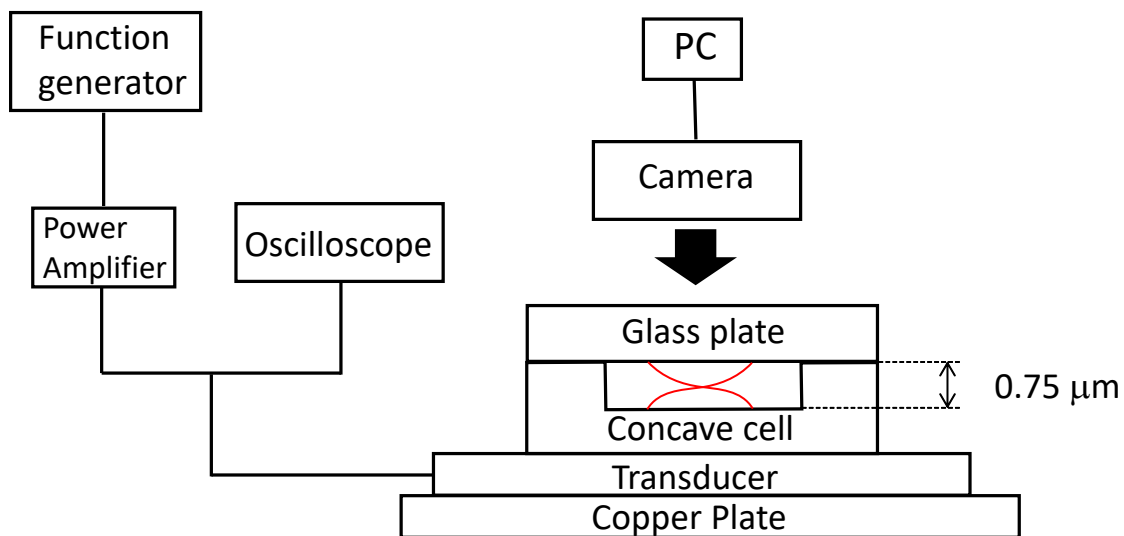 Function
generator
PC
Camera
Power
Amplifier
Oscilloscope
Glass plate
0.75 μm
Concave cell
Transducer
Copper Plate